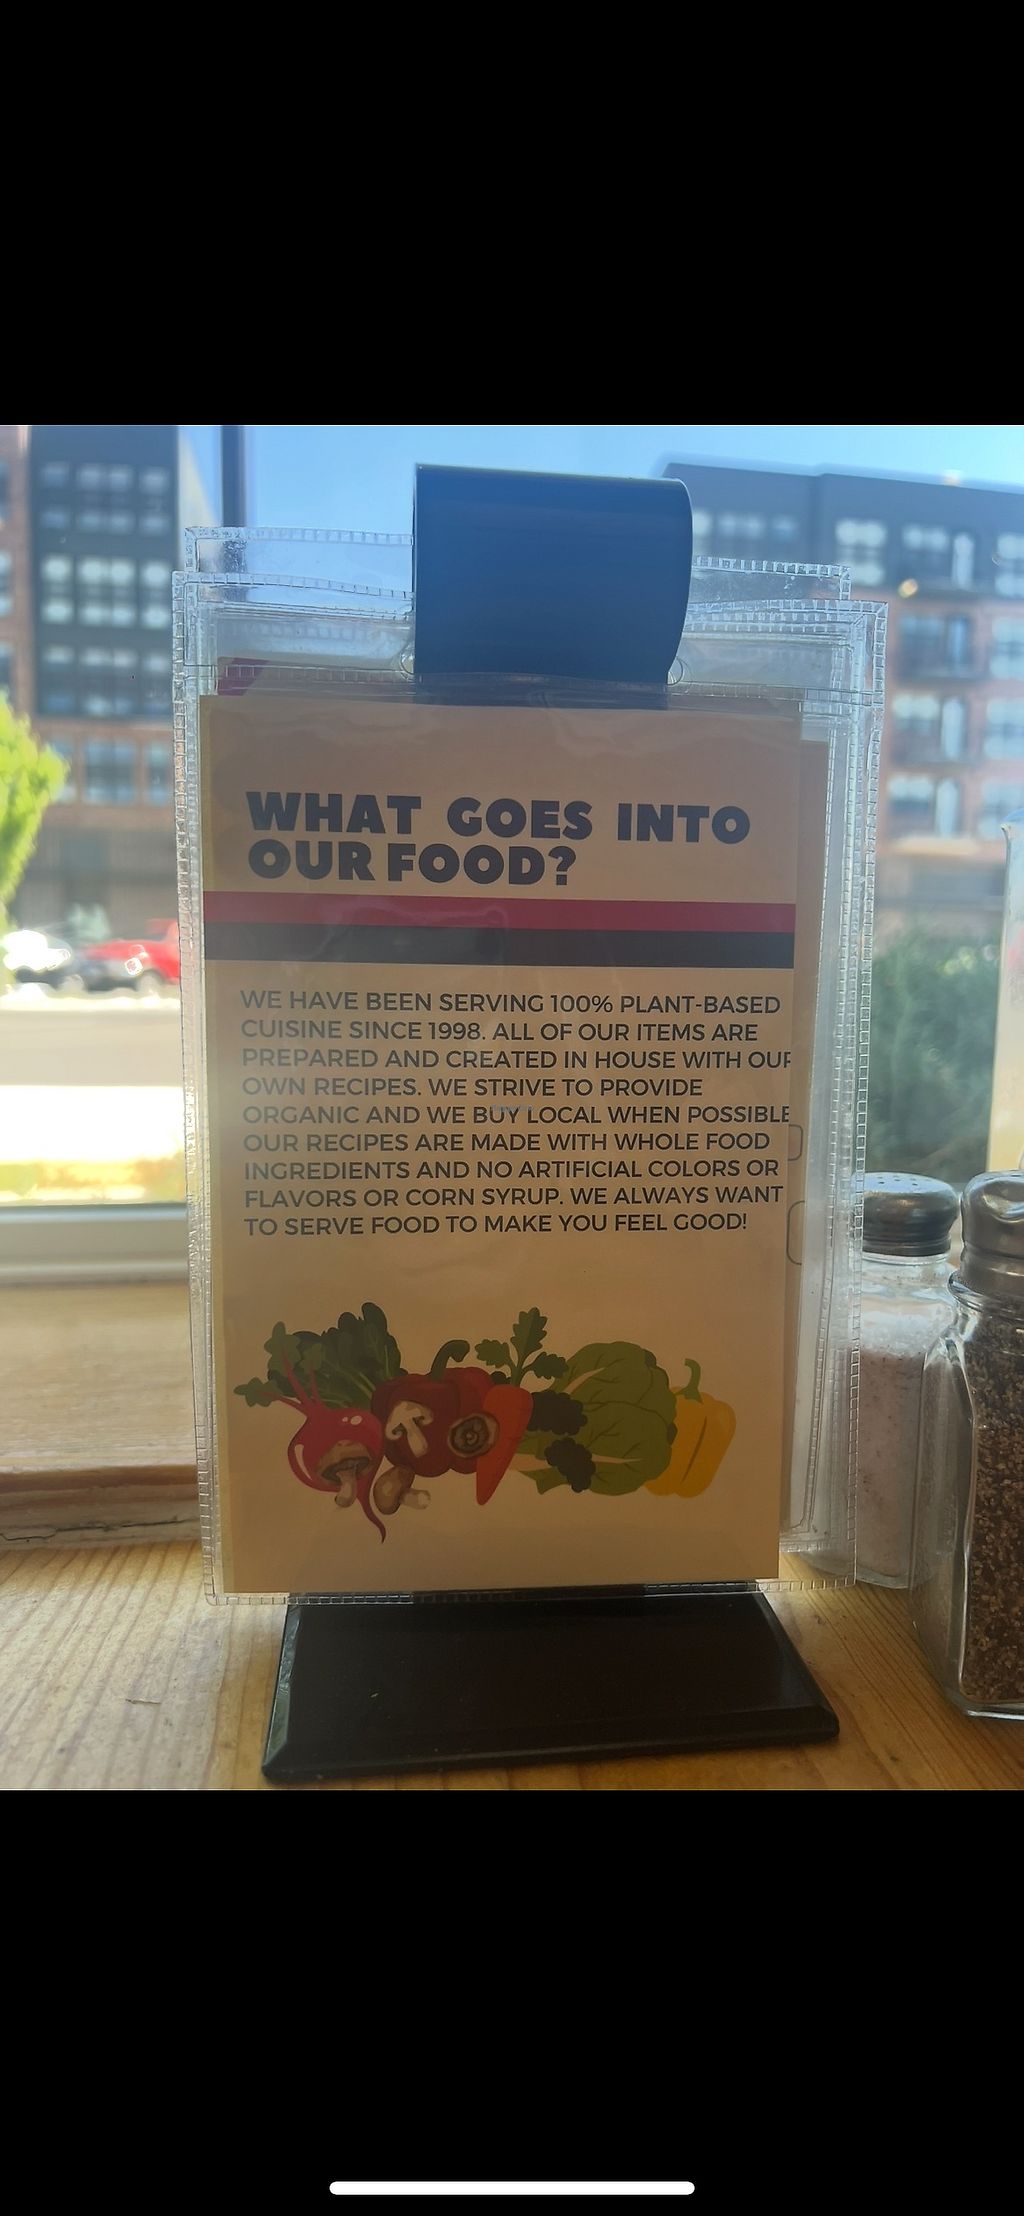 WHAT GOES INTO
OUR FOOD?
WE HAVE BEEN SERVING 100% PLANT-BASED
CUISINE SINCE 1998. ALL OF OUR ITEMS ARE
PREPARED AND CREATED IN HOUSE WITH OUR
OWN RECIPES. WE STRIVE TO PROVIDE
ORGANIC AND WE BUY LOCAL WHEN POSSIBLE
OUR RECIPES ARE MADE WITH WHOLE FOOD
INGREDIENTS AND NO ARTIFICIAL COLORS OR
FLAVORS OR CORN SYRUP. WE ALWAYS WANT
TO SERVE FOOD TO MAKE YOU FEEL GOOD!